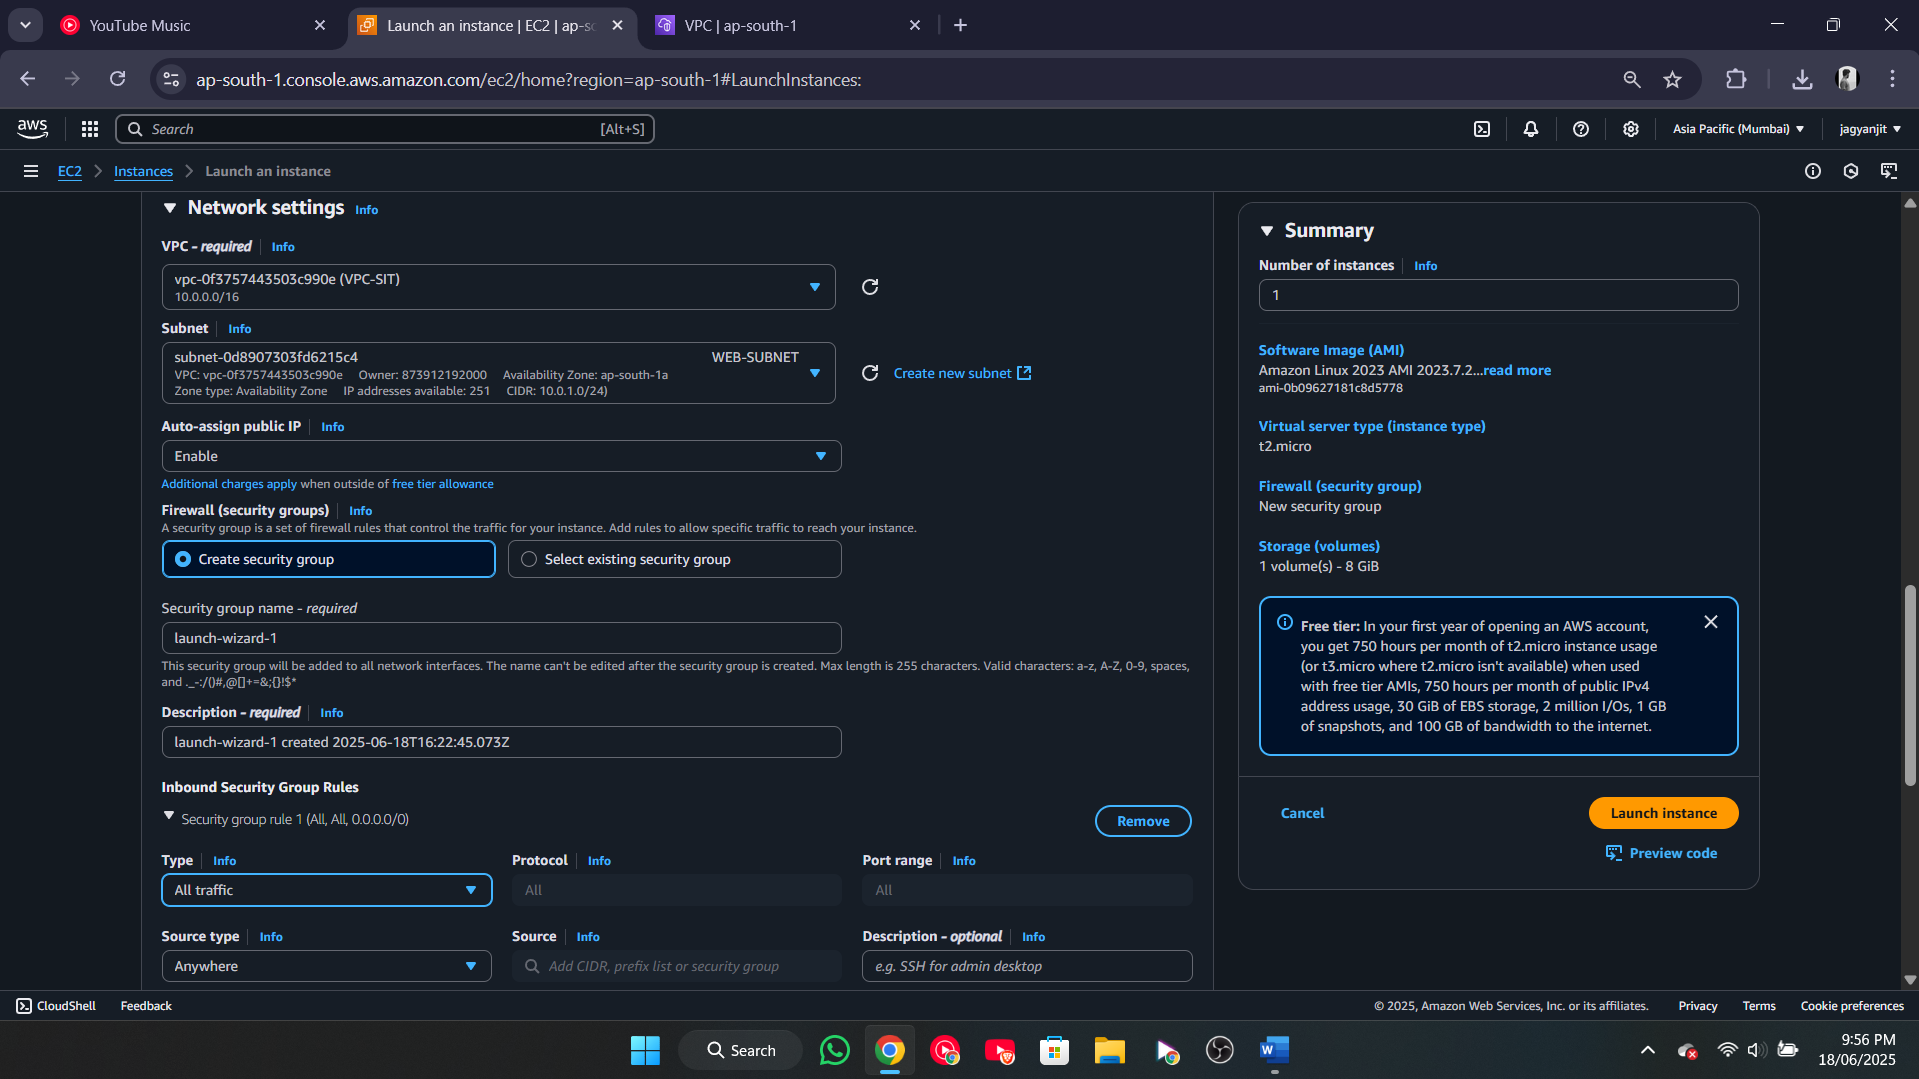 YouTube Music
Launch an instance | EC2 | ap-so
VPC | ap-south-1
ap-south-1.console.aws.amazon.com/ec2/home?region=ap-south-1#LaunchInstances:
aws
Search
[Alt+S]
Asia Pacific (Mumbai)
jagyanjit
EC2
Instances
Launch an instance
Network settings Info
VPC – required Info
vpc-0f3757443503c990e (VPC-SIT)
10.0.0.0/16
Subnet Info
subnet-0d8907303fd6215c4 WEB-SUBNET
VPC: vpc-0f3757443503c990e Owner: 873912192000 Availability Zone: ap-south-1a
Zone type: Availability Zone IP addresses available: 251 CIDR: 10.0.1.0/24)
Create new subnet
Auto-assign public IP Info
Enable
Additional charges apply when outside of free tier allowance
Firewall (security groups) Info
A security group is a set of firewall rules that control the traffic for your instance. Add rules to allow specific traffic to reach your instance.
Create security group
Select existing security group
Security group name - required
launch-wizard-1
This security group will be added to all network interfaces. The name can't be edited after the security group is created. Max length is 255 characters. Valid characters: a-z, A-Z, 0-9, spaces,
and ._-:/()#,@[]+=&;{}!$*
Description – required Info
launch-wizard-1 created 2025-06-18T16:22:45.073Z
Inbound Security Group Rules
Security group rule 1 (All, All, 0.0.0.0/0)
Remove
Type Info
All traffic
Protocol Info
All
Port range Info
All
Source type Info
Anywhere
Source Info
Add CIDR, prefix list or security group
Description – optional Info
e.g. SSH for admin desktop
Summary
Number of instances Info
1
Software Image (AMI)
Amazon Linux 2023 AMI 2023.7.2...read more
ami-0b09627181c8d5778
Virtual server type (instance type)
t2.micro
Firewall (security group)
New security group
Storage (volumes)
1 volume(s) - 8 GiB
Free tier: In your first year of opening an AWS account,
you get 750 hours per month of t2.micro instance usage
(or t3.micro where t2.micro isn't available) when used
with free tier AMIs, 750 hours per month of public IPv4
address usage, 30 GiB of EBS storage, 2 million I/Os, 1 GB
of snapshots, and 100 GB of bandwidth to the internet.
Cancel
Launch instance
Preview code
CloudShell
Feedback
© 2025, Amazon Web Services, Inc. or its affiliates.
Privacy
Terms
Cookie preferences
Search
9:56 PM
18/06/2025